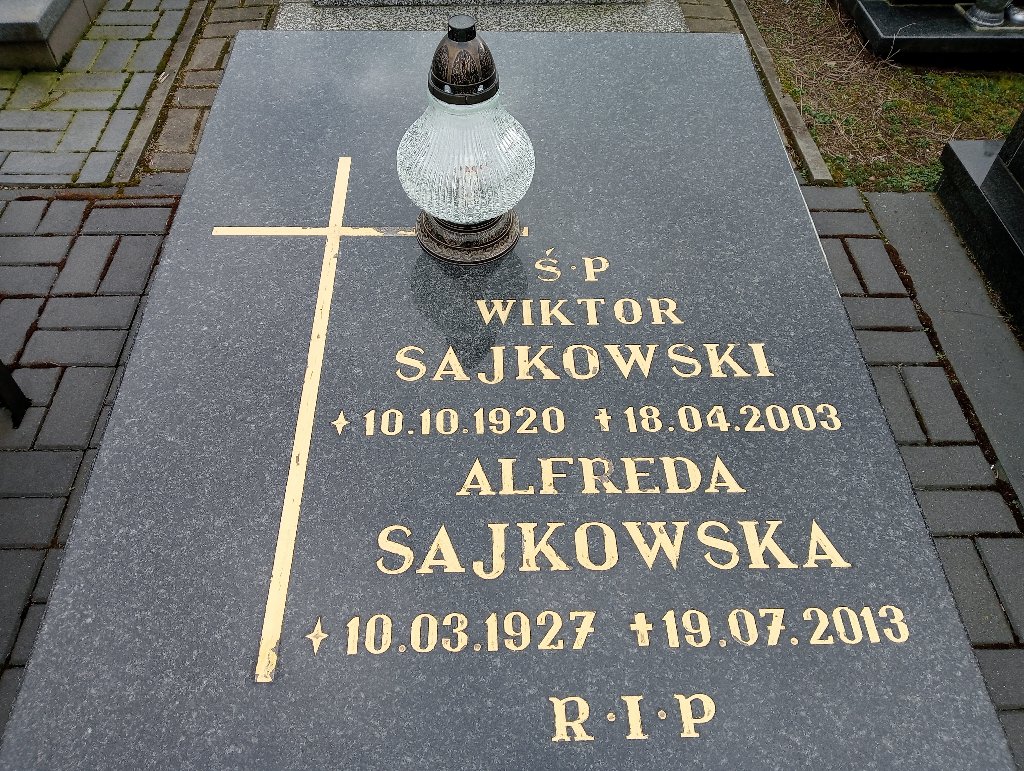 Ś·P
WIKTOR
SAJKOWSKI
✦10.10.1920 ✝18.04.2003
ALFREDA
SAJKOWSKA
✦10.03.1927 ✝19.07.2013
R·I·P